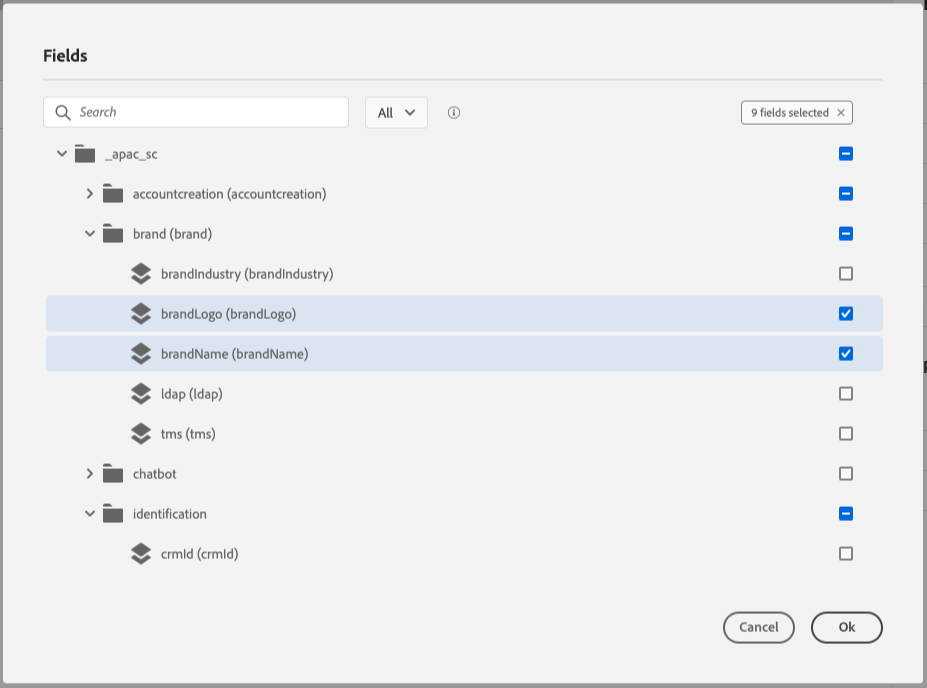 Fields
Search
All
9 fields selected
_apac_sc
accountcreation (accountcreation)
brand (brand)
brandIndustry (brandIndustry)
brandLogo (brandLogo)
brandName (brandName)
ldap (ldap)
tms (tms)
chatbot
identification
crmId (crmId)
Cancel
Ok